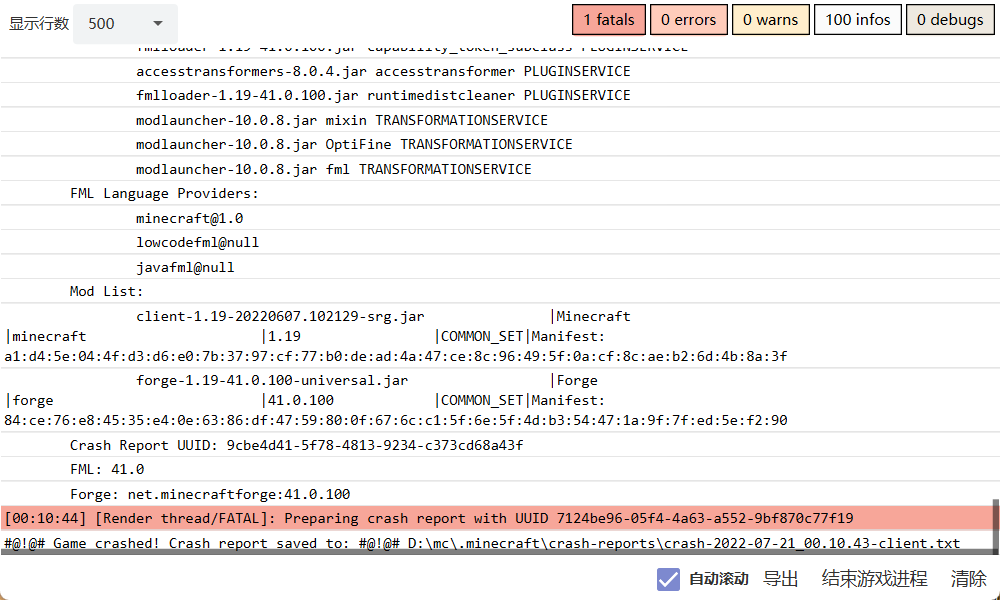 显示行数 500 1 fatals 0 errors 0 warns 100 infos 0 debugs
fmlloader-1.19-41.0.100.jar capability_token_subclass PLUGINSERVICE
accesstransformers-8.0.4.jar accesstransformer PLUGINSERVICE
fmlloader-1.19-41.0.100.jar runtimedistcleaner PLUGINSERVICE
modlauncher-10.0.8.jar mixin TRANSFORMATIONSERVICE
modlauncher-10.0.8.jar OptiFine TRANSFORMATIONSERVICE
modlauncher-10.0.8.jar fml TRANSFORMATIONSERVICE
FML Language Providers:
minecraft@1.0
lowcodefml@null
javafml@null
Mod List:
client-1.19-20220607.102129-srg.jar |Minecraft
|minecraft |1.19 |COMMON_SET|Manifest:
a1:d4:5e:04:4f:d3:d6:e0:7b:37:97:cf:77:b0:de:ad:4a:47:ce:8c:96:49:5f:0a:cf:8c:ae:b2:6d:4b:8a:3f
forge-1.19-41.0.100-universal.jar |Forge
|forge |41.0.100 |COMMON_SET|Manifest:
84:ce:76:e8:45:35:e4:0e:63:86:df:47:59:80:0f:67:6c:c1:5f:6e:5f:4d:b3:54:47:1a:9f:7f:ed:5e:f2:90
Crash Report UUID: 9cbe4d41-5f78-4813-9234-c373cd68a43f
FML: 41.0
Forge: net.minecraftforge:41.0.100
[00:10:44] [Render thread/FATAL]: Preparing crash report with UUID 7124be96-05f4-4a63-a552-9bf870c77f19
#@!@# Game crashed! Crash report saved to: #@!@# D:\mc\.minecraft\crash-reports\crash-2022-07-21_00.10.43-client.txt
自动滚动 导出 结束游戏进程 清除